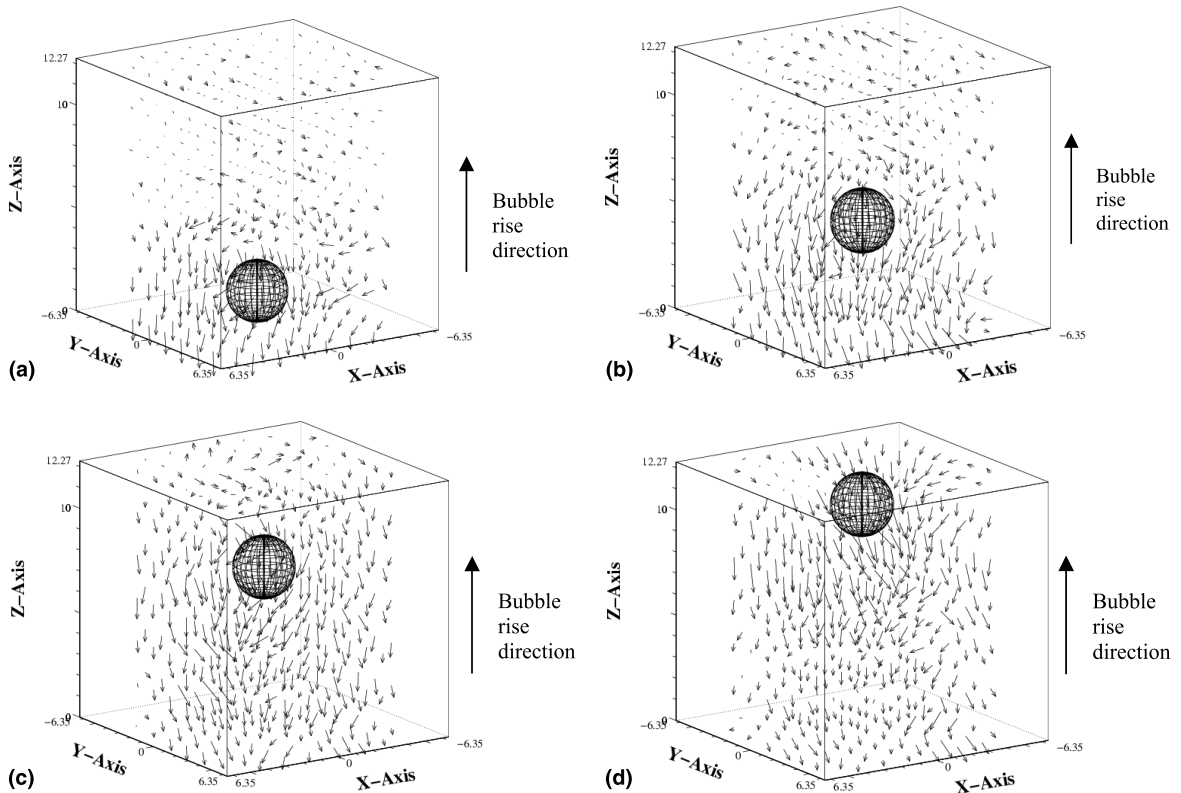 12.27
10
Z–Axis
0
−6.35
Y–Axis
0
6.35
6.35
0
X–Axis
−6.35
Bubble
rise
direction
(a)
12.27
10
Z–Axis
0
−6.35
Y–Axis
0
6.35
6.35
0
X–Axis
−6.35
Bubble
rise
direction
(b)
12.27
10
Z–Axis
0
−6.35
Y–Axis
0
6.35
6.35
0
X–Axis
−6.35
Bubble
rise
direction
(c)
12.27
10
Z–Axis
0
−6.35
Y–Axis
0
6.35
6.35
0
X–Axis
−6.35
Bubble
rise
direction
(d)